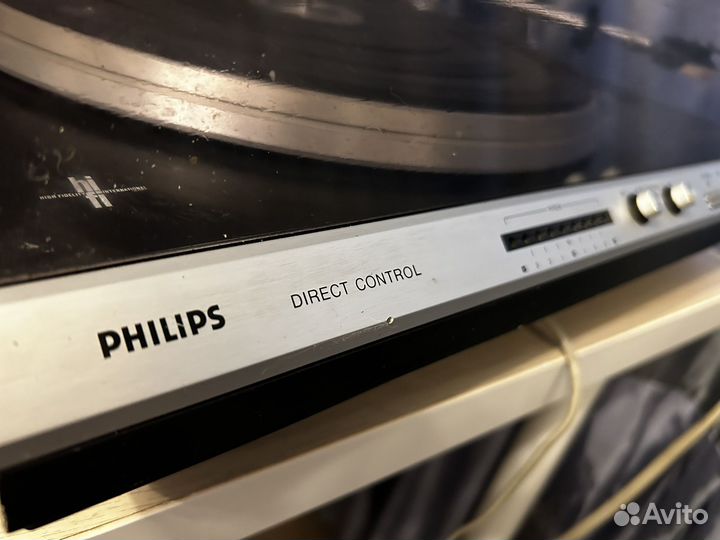 HIGH FIDELITY INTERNATIONAL
PHILIPS
DIRECT CONTROL
Avito